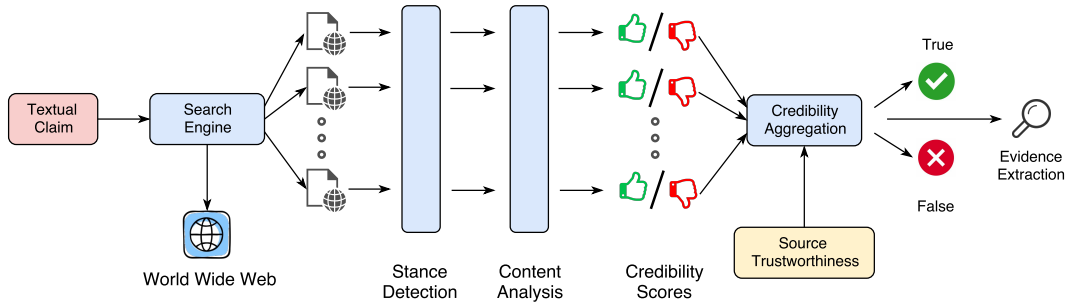 Textual
Claim
Search
Engine
World Wide Web
Stance
Detection
Content
Analysis
Credibility
Scores
Credibility
Aggregation
Source
Trustworthiness
True
False
Evidence
Extraction